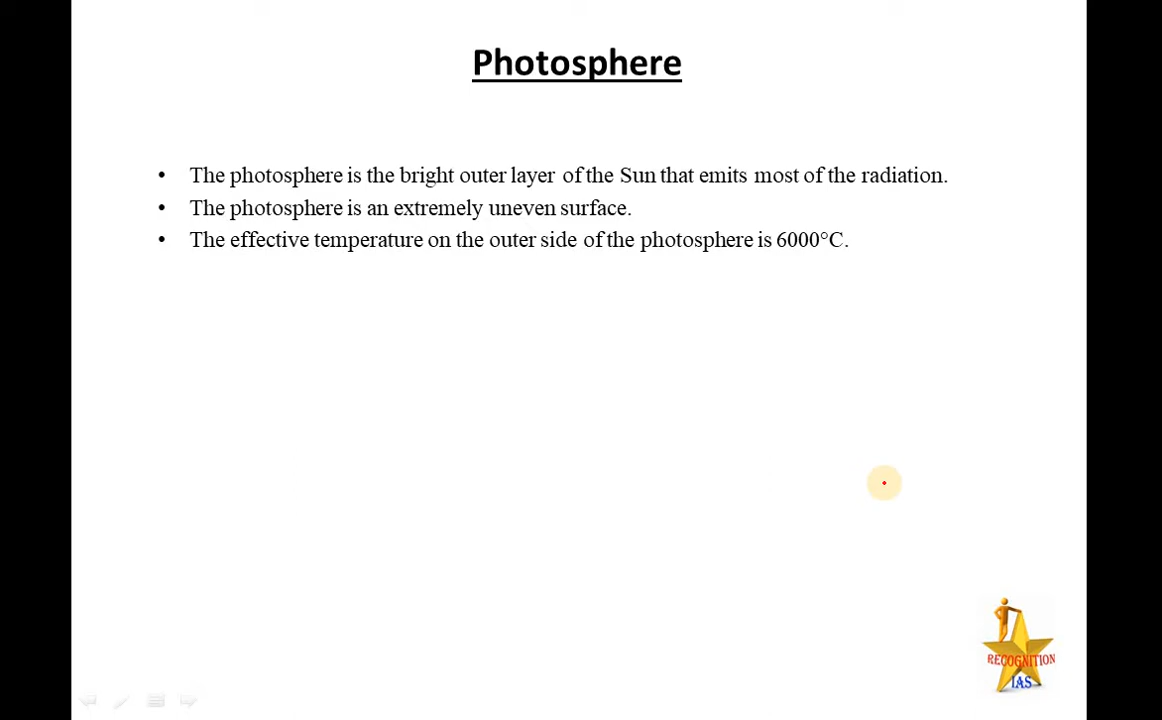 Photosphere
• The photosphere is the bright outer layer of the Sun that emits most of the radiation.
• The photosphere is an extremely uneven surface.
• The effective temperature on the outer side of the photosphere is 6000°C.
RECOGNITION
IAS